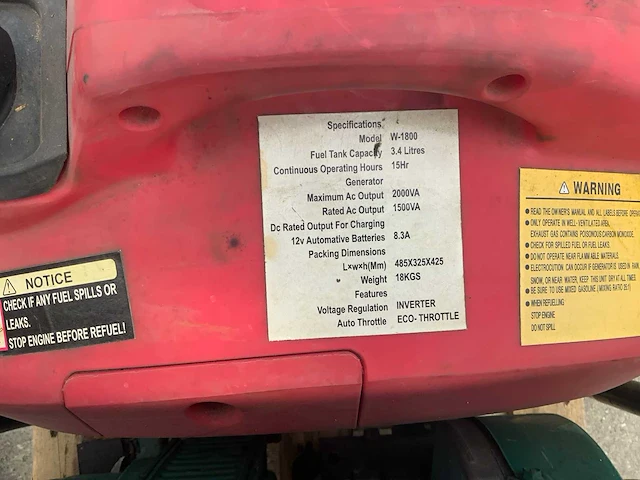 Specifications
Model W-1800
Fuel Tank Capacity 3.4 Litres
Continuous Operating Hours 15Hr
Generator
Maximum Ac Output 2000VA
Rated Ac Output 1500VA
Dc Rated Output For Charging
12v Automative Batteries 8.3A
Packing Dimensions
L×w×h(Mm) 485X325X425
Weight 18KGS
Features
Voltage Regulation INVERTER
Auto Throttle ECO- THROTTLE
NOTICE
CHECK IF ANY FUEL SPILLS OR
LEAKS.
STOP ENGINE BEFORE REFUEL!
WARNING
READ THE OWNER'S MANUAL AND ALL LABELS BEFORE
ONLY OPERATE IN WELL-VENTILATED AREA.
EXHAUST GAS CONTAINS POISONOUS CARBON MONOXIDE.
CHECK FOR SPILLED FUEL OR FUEL LEAKS.
DO NOT OPERATE NEAR FLAMMABLE MATERIALS.
ELECTROCUTION CAN OCCUR IF GENERATOR IS USED IN RAIN,
SNOW, OR NEAR WATER, KEEP THIS UNIT DRY AT ALL TIMES
BE SURE TO USE MIXED GASOLINE (MIXING RATIO
WHEN REFUELLING
STOP ENGINE
DO NOT SPILL